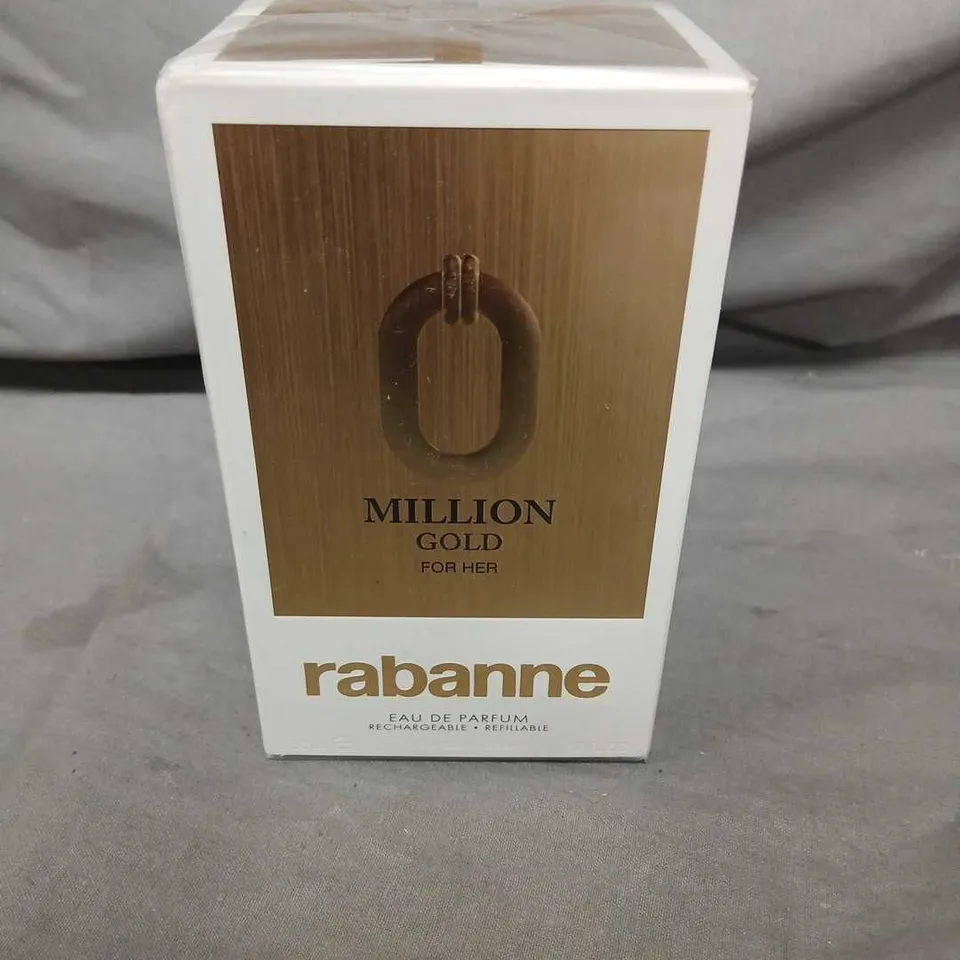 MILLION
GOLD
FOR HER
rabanne
EAU DE PARFUM
RECHARGEABLE • REFILLABLE